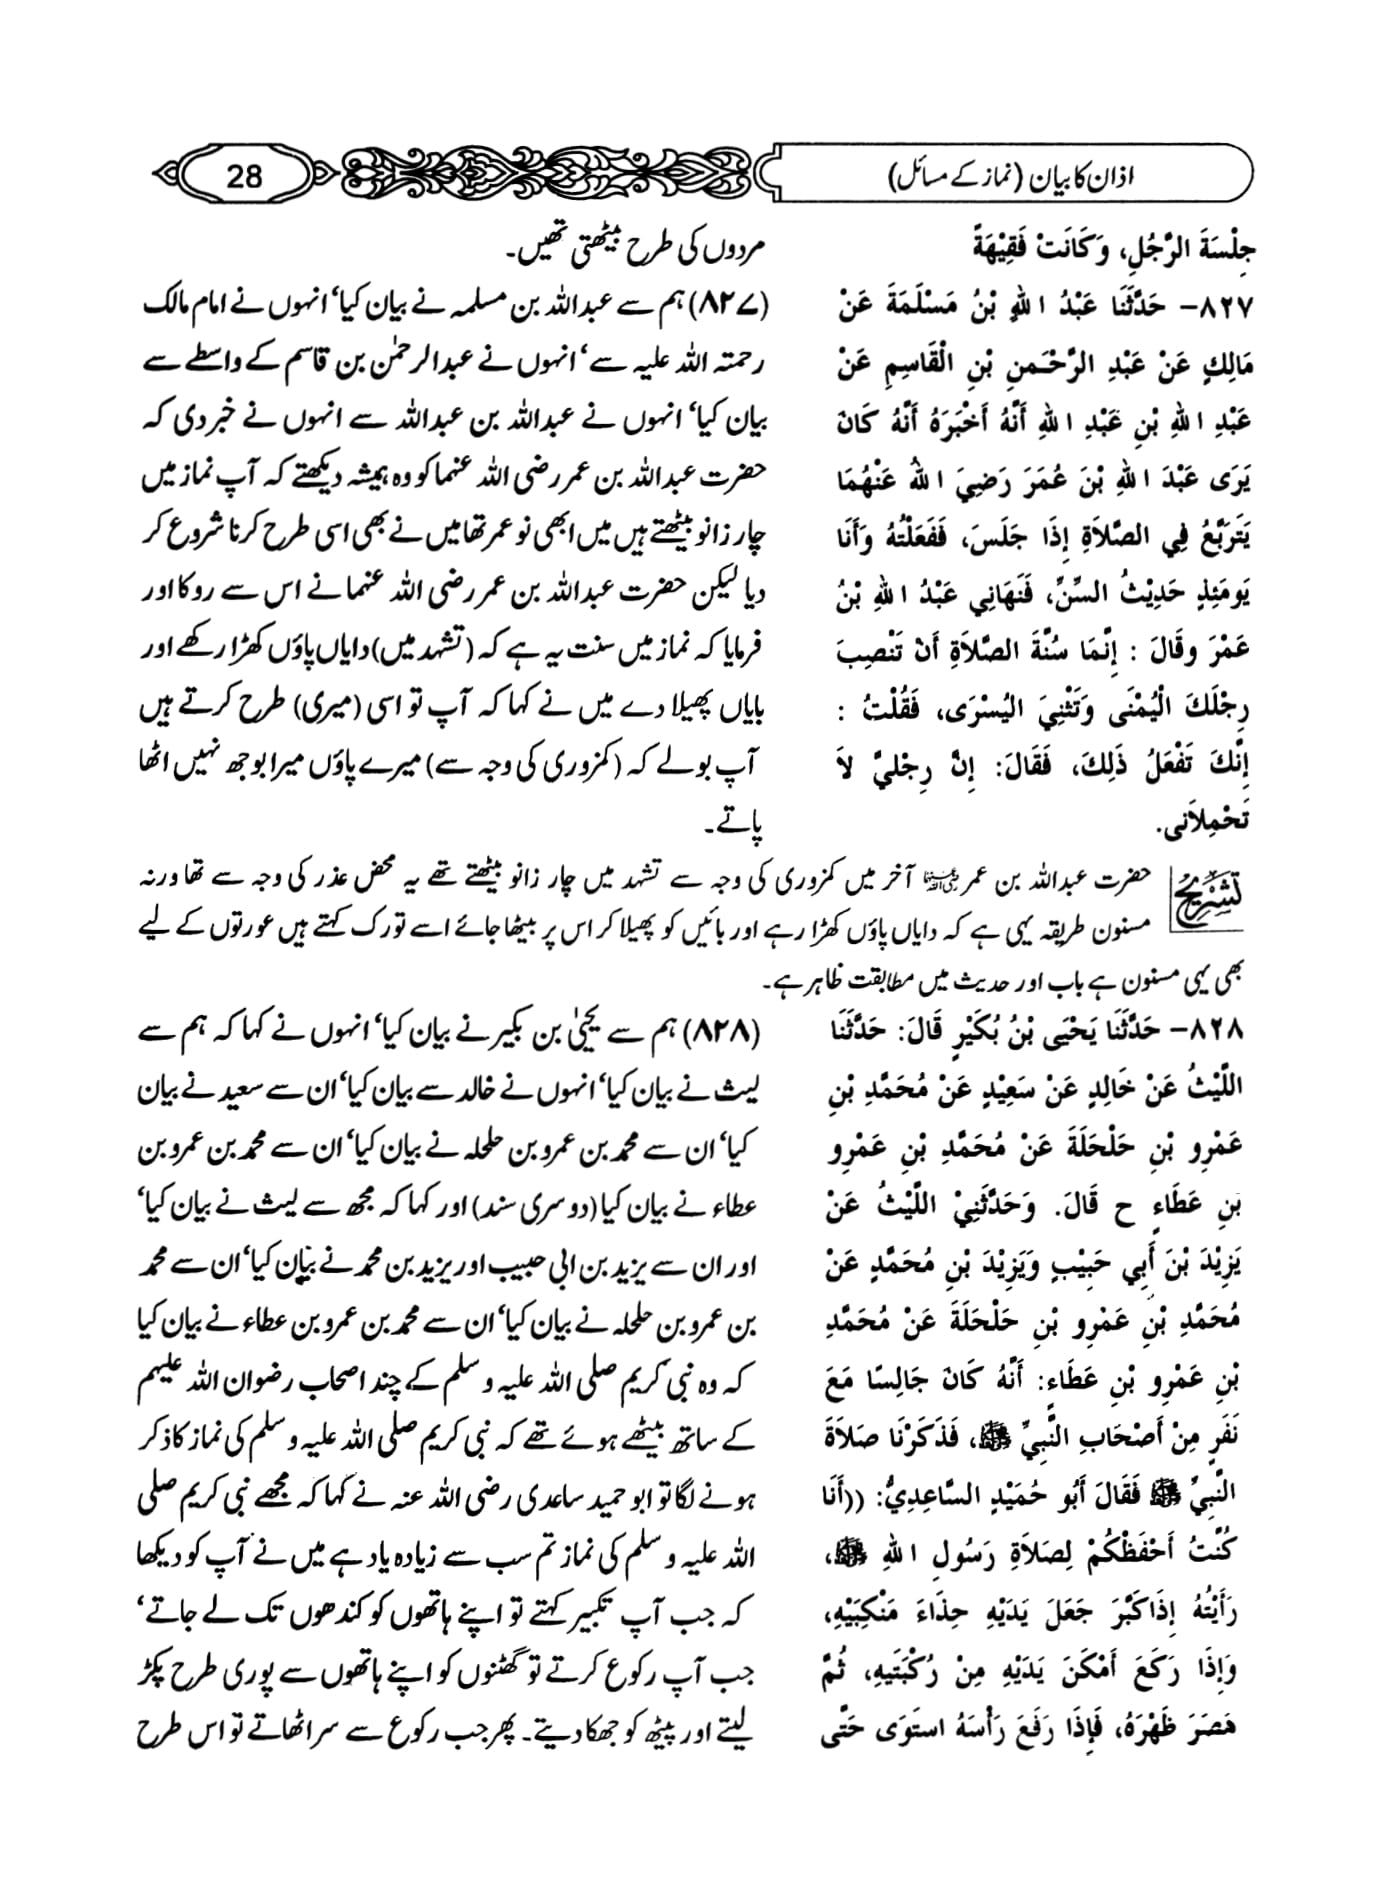 اذان کا بیان (نماز کے مسائل)
28
جِلْسَةَ الرَّجُلِ، وَكَانَتْ فَقِيْهَةً
٨٢٧- حَدَّثَنَا عَبْدُ اللهِ بْنُ مَسْلَمَةَ عَنْ
مَالِكٍ عَنْ عَبْدِ الرَّحْـمنِ بْنِ الْقَاسِمِ عَنْ
عَبْدِ اللهِ بْنِ عَبْدِ اللهِ أَنَّهُ أَخْبَرَهُ أَنَّهُ كَانَ
يَرَى عَبْدَ اللهِ بْنَ عُمَرَ رَضِيَ اللهُ عَنْهُمَا
يَتَرَبَّعُ فِي الصَّلاَةِ إِذَا جَلَسَ، فَفَعَلْتُهُ وَأَنَا
يَومَئِذٍ حَدِيْثُ السِّنِّ، فَنَهَانِي عَبْدُ اللهِ بْنُ
عَمْرَ وقَالَ : إِنَّمَا سُنَّةُ الصَّلاَةِ أَنْ تَنْصِبَ
رِجْلَكَ الْيُمْنَى وَتَثْنِيَ اليُسْرَى، فَقُلْتُ :
إِنَّكَ تَفْعَلُ ذَلِكَ، فَقَالَ: إِنَّ رِجْلَيَّ لاَ
تَحْمِلاَنِى.
مردوں کی طرح بیٹھتی تھیں۔
(۸۲۷) ہم سے عبداللہ بن مسلمہ نے بیان کیا' انہوں نے امام مالک
رحمتہ اللہ علیہ سے' انہوں نے عبدالرحمٰن بن قاسم کے واسطے سے
بیان کیا' انہوں نے عبداللہ بن عبداللہ سے انہوں نے خبر دی کہ
حضرت عبداللہ بن عمر رضی اللہ عنہما کو وہ ہمیشہ دیکھتے کہ آپ نماز میں
چار زانو بیٹھتے ہیں میں ابھی نو عمر تھا میں نے بھی اسی طرح کرنا شروع کر
دیا لیکن حضرت عبداللہ بن عمر رضی اللہ عنہما نے اس سے روکا اور
فرمایا کہ نماز میں سنت یہ ہے کہ (تشہد میں) دایاں پاؤں کھڑا رکھے اور
بایاں پھیلا دے میں نے کہا کہ آپ تو اسی (میری) طرح کرتے ہیں
آپ بولے کہ (کمزوری کی وجہ سے) میرے پاؤں میرا بوجھ نہیں اٹھا
پاتے۔
تشریح
حضرت عبداللہ بن عمر رضی اللہ عنہما آخر میں کمزوری کی وجہ سے تشہد میں چار زانو بیٹھتے تھے یہ محض عذر کی وجہ سے تھا ورنہ
مسنون طریقہ یہی ہے کہ دایاں پاؤں کھڑا رہے اور بائیں کو پھیلا کر اس پر بیٹھا جائے اسے تورک کہتے ہیں عورتوں کے لیے
بھی یہی مسنون ہے باب اور حدیث میں مطابقت ظاہر ہے۔
٨٢٨- حَدَّثَنَا يَحْيَى بْنُ بُكَيْرٍ قَالَ: حَدَّثَنَا
اللَّيْثُ عَنْ خَالِدٍ عَنْ سَعِيْدٍ عَنْ مُحَمَّدِ بْنِ
عَمْرِو بْنِ حَلْحَلَةَ عَنْ مُحَمَّدِ بْنِ عَمْرِو
بْنِ عَطَاءٍ ح قَالَ. وَحَدَّثَنِيْ اللَّيْثُ عَنْ
يَزِيْدَ بْنَ أَبِي حَبِيْبٍ وَيَزِيْدَ بْنِ مُحَمَّدٍ عَنْ
مُحَمَّدِ بْنِ عَمْرِو بْنِ حَلْحَلَةَ عَنْ مُحَمَّدِ
بْنِ عَمْرِو بْنِ عَطَاءٍ: أَنَّهُ كَانَ جَالِسًا مَعَ
نَفَرٍ مِنْ أَصْحَابِ النَّبِيِّ ﷺ، فَذَكَرْنَا صَلاَةَ
النَّبِيِّ ﷺ فَقَالَ أَبُو حُمَيْدٍ السَّاعِدِيُّ: ((أَنَا
كُنْتُ أَحْفَظْكُمْ لِصَلاَةِ رَسُولِ اللهِ ﷺ،
رَأَيْتُهُ إِذَا كَبَّرَ جَعَلَ يَدَيْهِ حِذَاءَ مَنْكِبَيْهِ،
وَإِذَا رَكَعَ أَمْكَنَ يَدَيْهِ مِنْ رُكْبَتَيهِ، ثُمَّ
هَصَرَ ظَهْرَهُ، فَإِذَا رَفَعَ رَأْسَهُ اسْتَوَى حَتَّى
(۸۲۸) ہم سے یحییٰ بن بکیر نے بیان کیا' انہوں نے کہا کہ ہم سے
لیث نے بیان کیا' انہوں نے خالد سے بیان کیا' ان سے سعید نے بیان
کیا' ان سے محمد بن عمرو بن حلحلہ نے بیان کیا' ان سے محمد بن عمرو بن
عطاء نے بیان کیا (دوسری سند) اور کہا کہ مجھ سے لیث نے بیان کیا'
اور ان سے یزید بن ابی حبیب اور یزید بن محمد نے بیان کیا' ان سے محمد
بن عمرو بن حلحلہ نے بیان کیا' ان سے محمد بن عمرو بن عطاء نے بیان کیا
کہ وہ نبی کریم صلی اللہ علیہ و سلم کے چند اصحاب رضوان اللہ علیہم
کے ساتھ بیٹھے ہوئے تھے کہ نبی کریم صلی اللہ علیہ و سلم کی نماز کا ذکر
ہونے لگا تو ابو حمید ساعدی رضی اللہ عنہ نے کہا کہ مجھے نبی کریم صلی
اللہ علیہ و سلم کی نماز تم سب سے زیادہ یاد ہے میں نے آپ کو دیکھا
کہ جب آپ تکبیر کہتے تو اپنے ہاتھوں کو کندھوں تک لے جاتے'
جب آپ رکوع کرتے تو گھٹنوں کو اپنے ہاتھوں سے پوری طرح پکڑ
لیتے اور پیٹھ کو جھکا دیتے۔ پھر جب رکوع سے سر اٹھاتے تو اس طرح